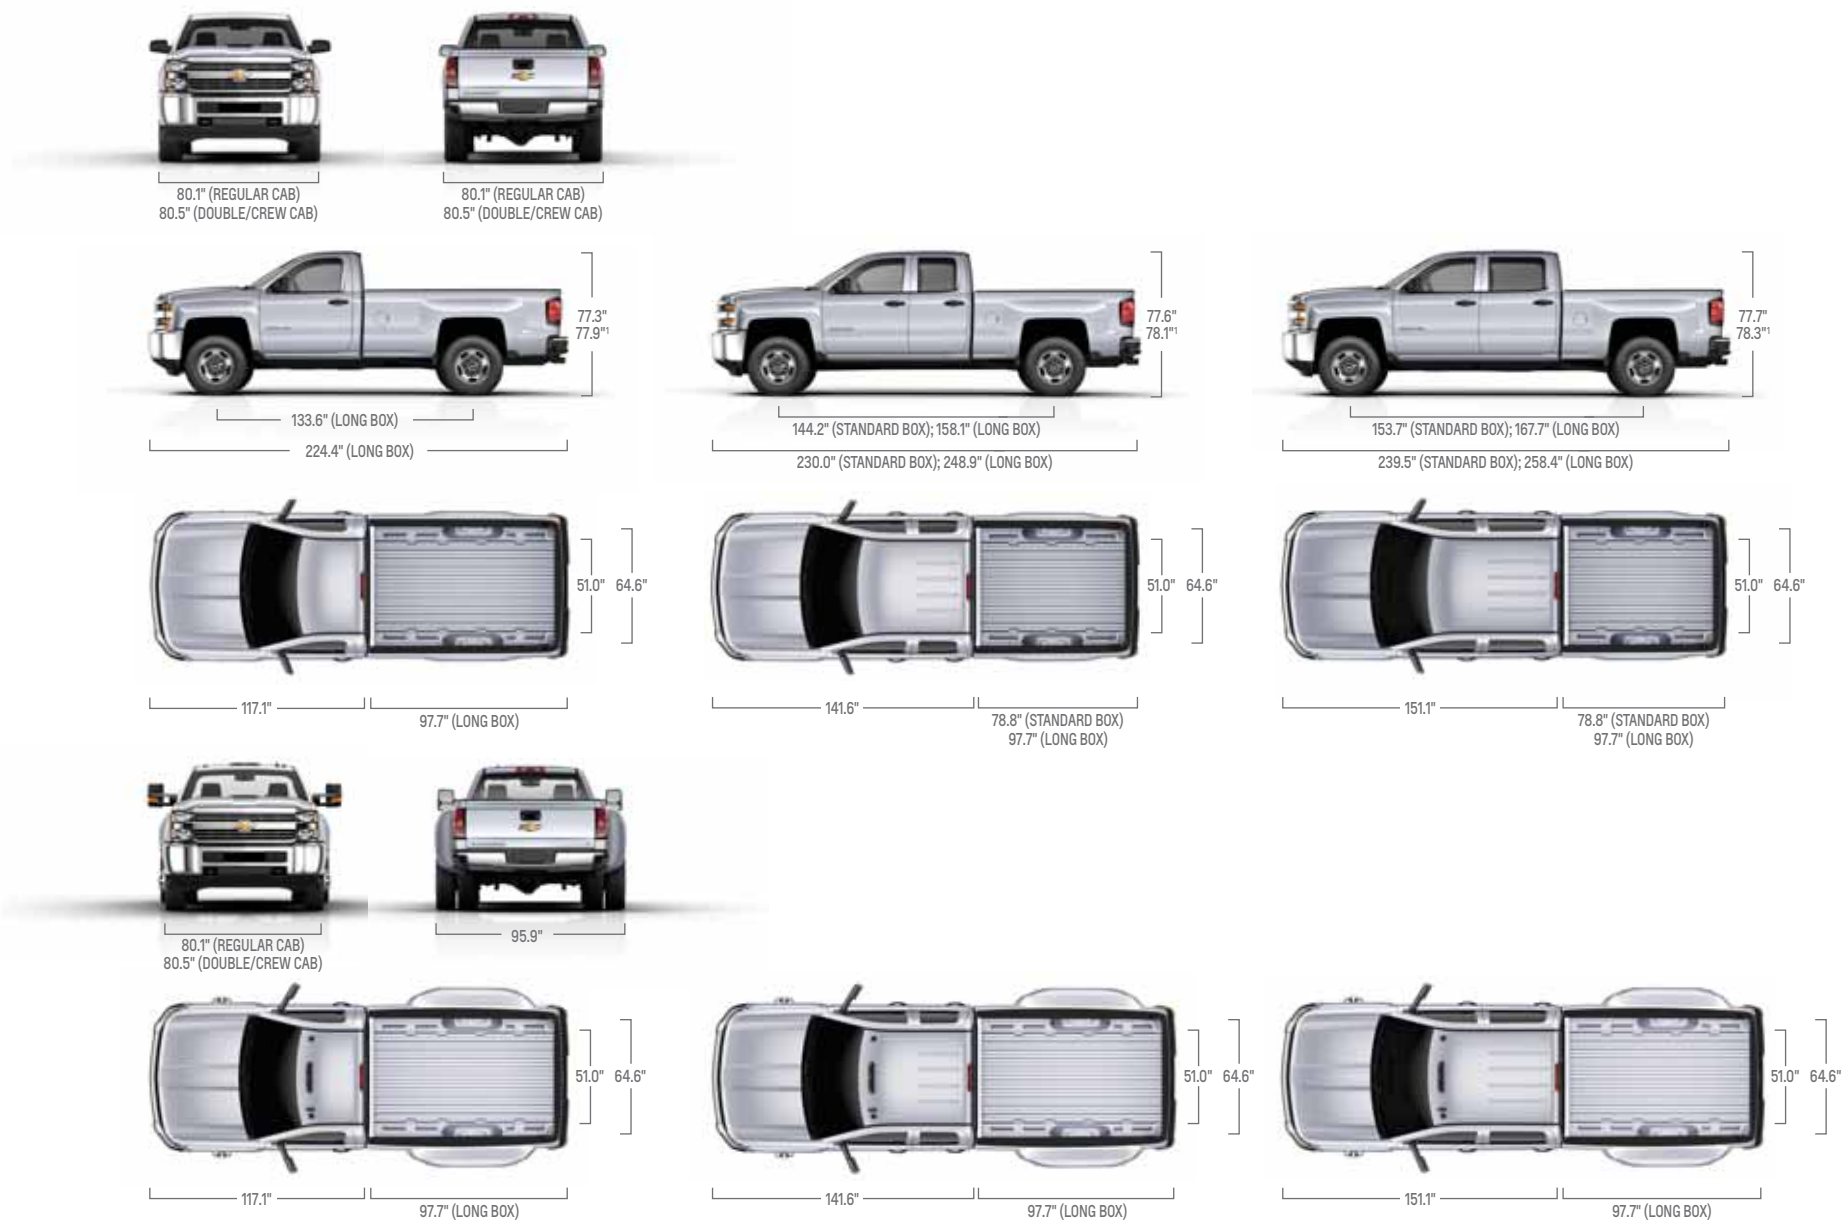 80.1" (REGULAR CAB)
80.5" (DOUBLE/CREW CAB)
80.1" (REGULAR CAB)
80.5" (DOUBLE/CREW CAB)
77.3"
77.9"¹
133.6" (LONG BOX)
224.4" (LONG BOX)
77.6"
78.1"¹
144.2" (STANDARD BOX); 158.1" (LONG BOX)
230.0" (STANDARD BOX); 248.9" (LONG BOX)
77.7"
78.3"¹
153.7" (STANDARD BOX); 167.7" (LONG BOX)
239.5" (STANDARD BOX); 258.4" (LONG BOX)
51.0" 64.6"
117.1"
97.7" (LONG BOX)
51.0" 64.6"
141.6"
78.8" (STANDARD BOX)
97.7" (LONG BOX)
51.0" 64.6"
151.1"
78.8" (STANDARD BOX)
97.7" (LONG BOX)
80.1" (REGULAR CAB)
80.5" (DOUBLE/CREW CAB)
95.9"
51.0" 64.6"
117.1"
97.7" (LONG BOX)
51.0" 64.6"
141.6"
97.7" (LONG BOX)
51.0" 64.6"
151.1"
97.7" (LONG BOX)